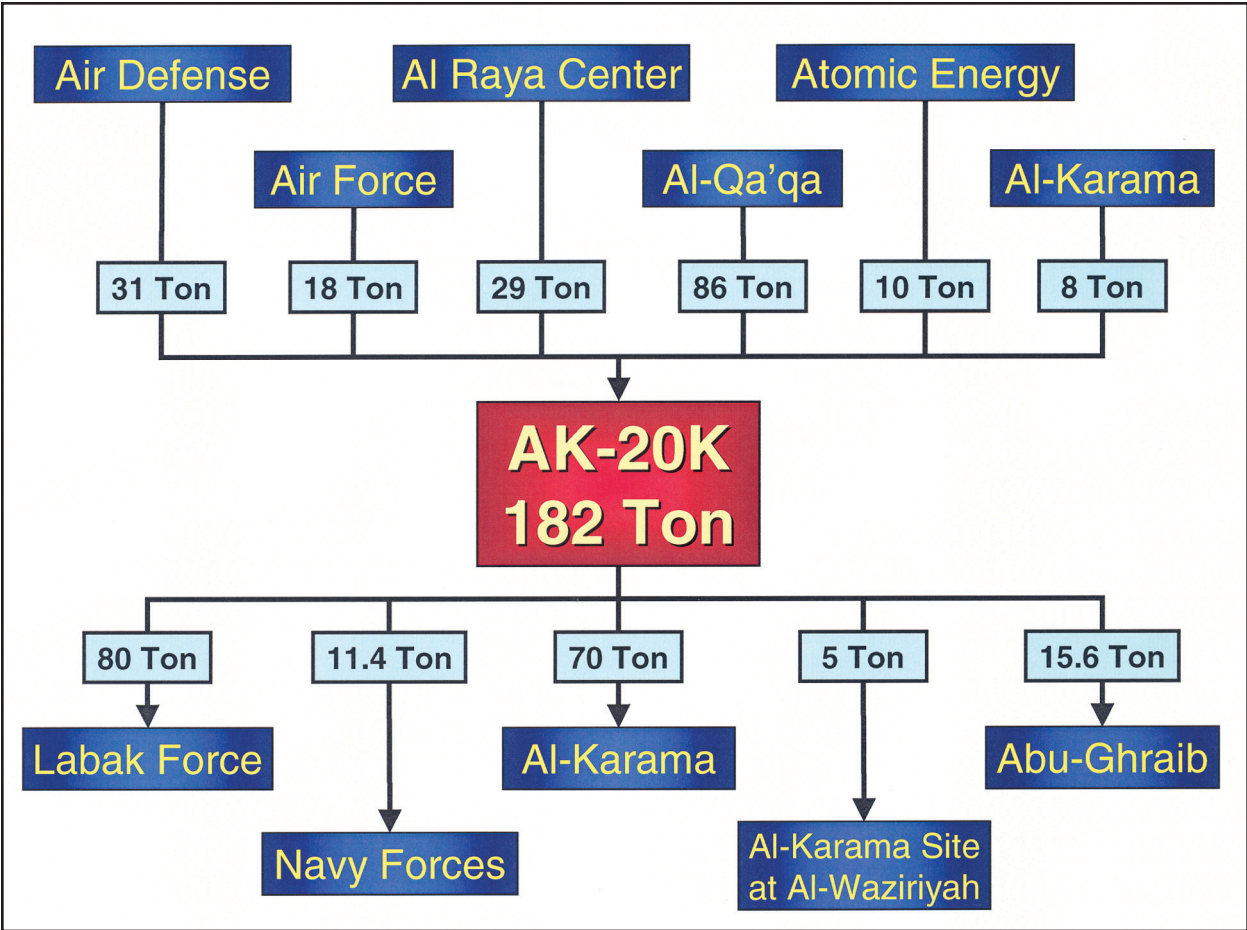 Air Defense
Al Raya Center
Atomic Energy
Air Force
Al-Qa’qa
Al-Karama
31 Ton
18 Ton
29 Ton
86 Ton
10 Ton
8 Ton
AK-20K
182 Ton
80 Ton
11.4 Ton
70 Ton
5 Ton
15.6 Ton
Labak Force
Al-Karama
Abu-Ghraib
Navy Forces
Al-Karama Site
at Al-Waziriyah